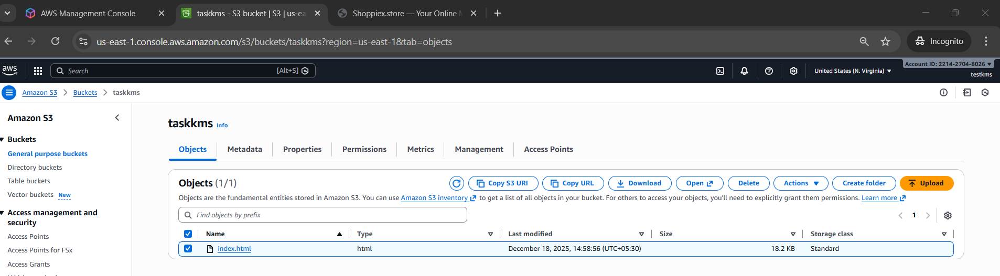 AWS Management Console
taskkms - S3 bucket | S3 | us-ea
Shoppiex.store — Your Online M
us-east-1.console.aws.amazon.com/s3/buckets/taskkms?region=us-east-1&tab=objects
Incognito
aws
Search
[Alt+S]
United States (N. Virginia)
Account ID: 2214-2704-8026
testkms
Amazon S3
Buckets
taskkms
Amazon S3
Buckets
General purpose buckets
Directory buckets
Table buckets
Vector buckets New
Access management and
security
Access Points
Access Points for FSx
Access Grants
taskkms Info
Objects
Metadata
Properties
Permissions
Metrics
Management
Access Points
Objects (1/1)
Copy S3 URI
Copy URL
Download
Open
Delete
Actions
Create folder
Upload
Objects are the fundamental entities stored in Amazon S3. You can use Amazon S3 inventory to get a list of all objects in your bucket. For others to access your objects, you'll need to explicitly grant them permissions. Learn more
Find objects by prefix
1
Name
Type
Last modified
Size
Storage class
index.html
html
December 18, 2025, 14:58:56 (UTC+05:30)
18.2 KB
Standard